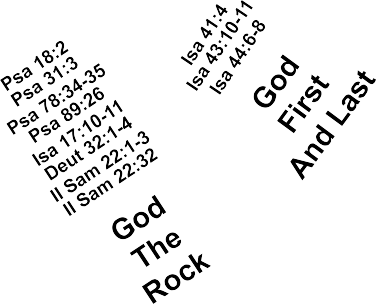 Psa 18:2
Psa 31:3
Psa 78:34-35
Psa 89:26
Isa 17:10-11
Deut 32:1-4
II Sam 22:1-3
II Sam 22:32
God
The
Rock
Isa 41:4
Isa 43:10-11
Isa 44:6-8
God
First
And Last